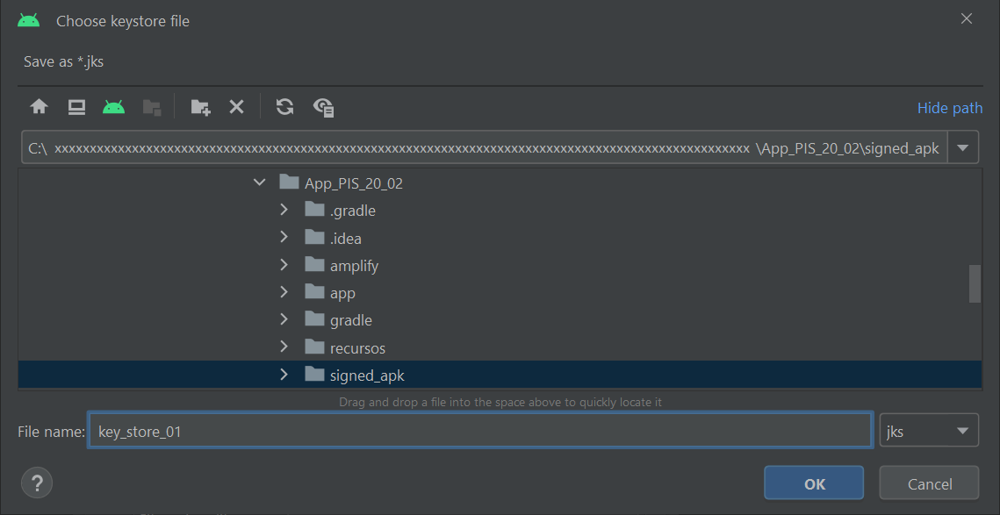 Choose keystore file
Save as *.jks
Hide path
C:\ xxxxxxxxxxxxxxxxxxxxxxxxxxxxxxxxxxxxxxxxxxxxxxxxxxxxxxxxxxxxxxxxxxxxxxxxxxxxxxxxxxxxxxxxxxxxxxxxxxx \App_PIS_20_02\signed_apk
App_PIS_20_02
.gradle
.idea
amplify
app
gradle
recursos
signed_apk
Drag and drop a file into the space above to quickly locate it
File name: key_store_01 jks
? OK Cancel